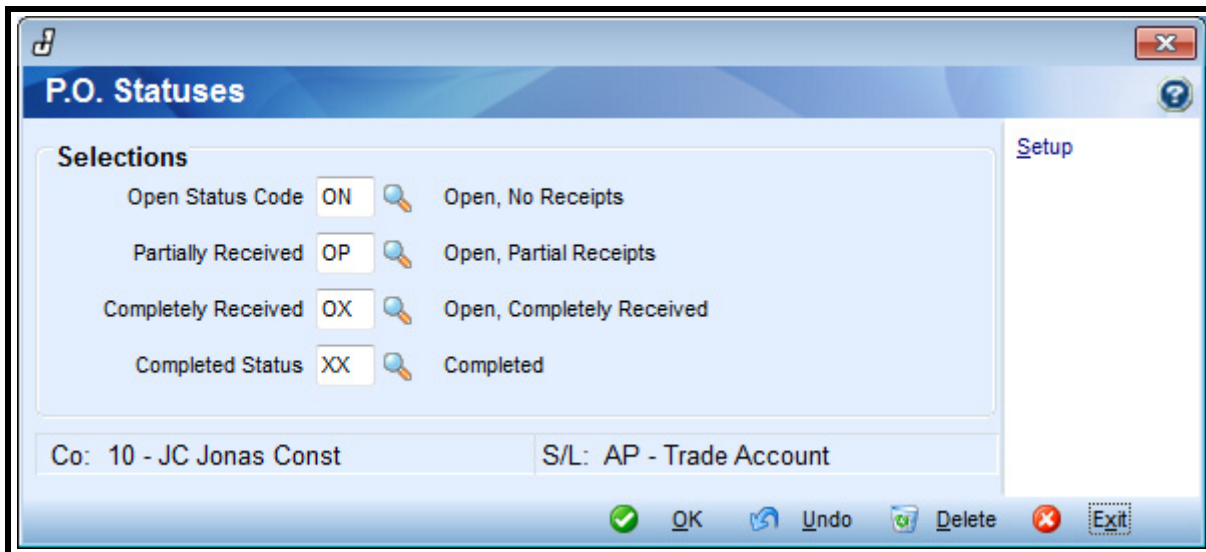 P.O. Statuses
Setup
Selections
Open Status Code ON Open, No Receipts
Partially Received OP Open, Partial Receipts
Completely Received OX Open, Completely Received
Completed Status XX Completed
Co: 10 - JC Jonas Const S/L: AP - Trade Account
OK Undo Delete Exit